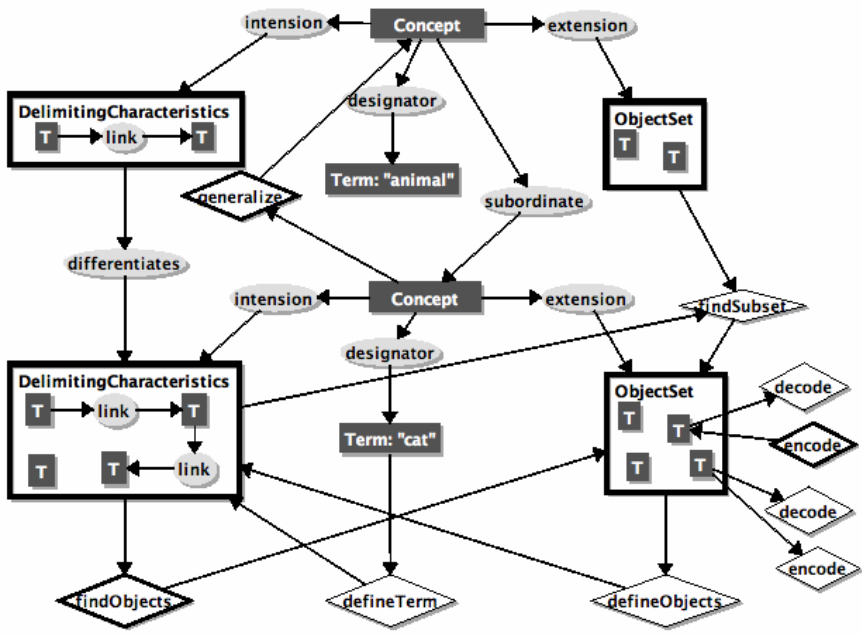 intension
Concept
extension
DelimitingCharacteristics
T link T
designator
ObjectSet
T
T
generalize
Term: "animal"
subordinate
differentiates
intension
Concept
extension
findSubset
designator
DelimitingCharacteristics
T link T
T T link
Term: "cat"
ObjectSet
T
T
T T
decode
encode
decode
encode
findObjects
defineTerm
defineObjects